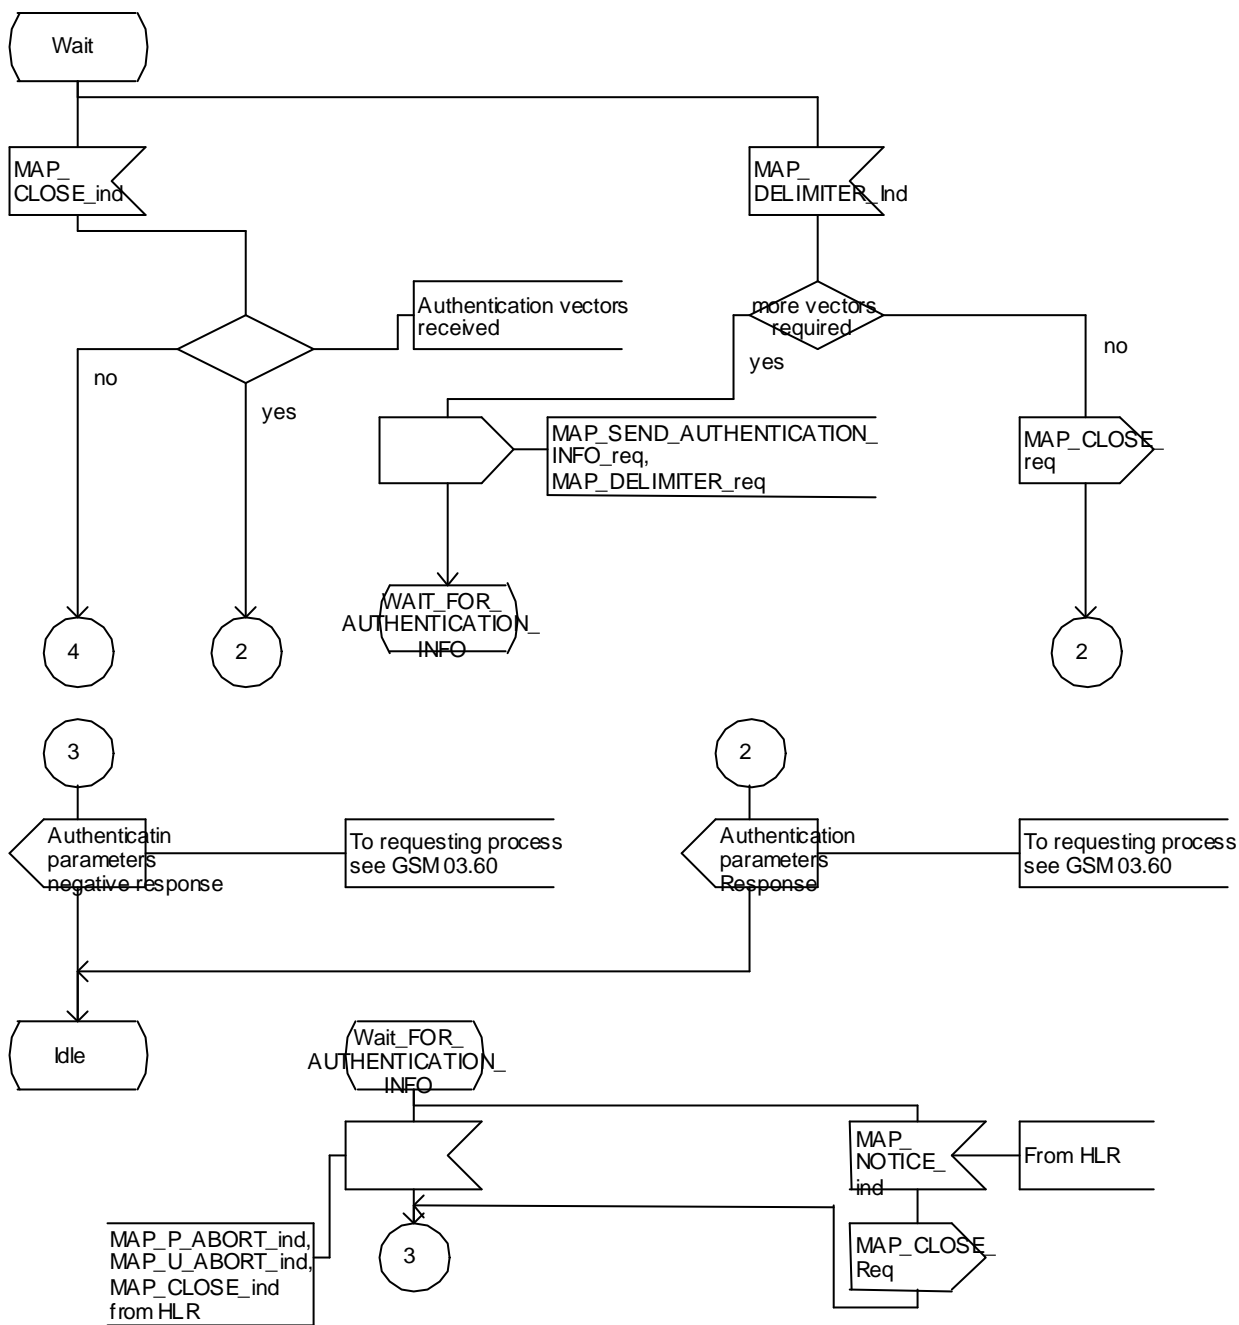 Wait
MAP_
CLOSE_ind
MAP_
DELIMITER_Ind
Authentication vectors
received
more vectors
required
no
yes
yes
no
MAP_SEND_AUTHENTICATION_
INFO_req,
MAP_DELIMITER_req
MAP_CLOSE_
req
WAIT_FOR_
AUTHENTICATION_
INFO
4
2
2
3
2
Authenticatin
parameters
negative response
To requesting process
see GSM 03.60
Authentication
parameters
Response
To requesting process
see GSM 03.60
Idle
Wait_FOR_
AUTHENTICATION_
INFO
MAP_
NOTICE_
ind
From HLR
MAP_P_ABORT_ind,
MAP_U_ABORT_ind,
MAP_CLOSE_ind
from HLR
3
MAP_CLOSE_
Req